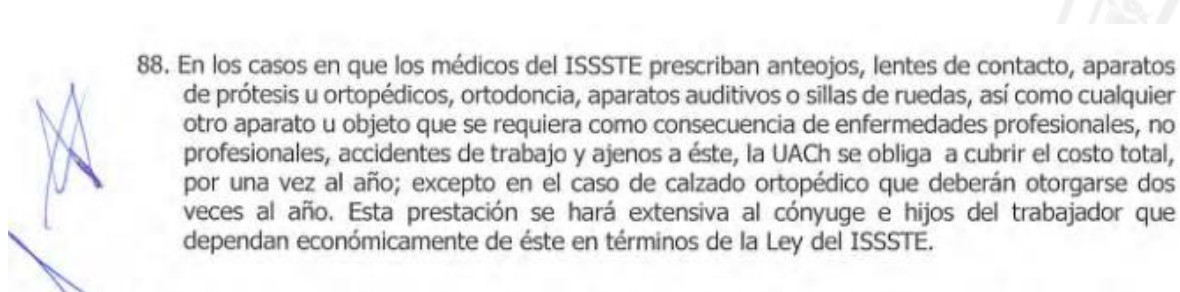 88. En los casos en que los médicos del ISSSTE prescriban anteojos, lentes de contacto, aparatos
de prótesis u ortopédicos, ortodoncia, aparatos auditivos o sillas de ruedas, así como cualquier
otro aparato u objeto que se requiera como consecuencia de enfermedades profesionales, no
profesionales, accidentes de trabajo y ajenos a éste, la UACh se obliga a cubrir el costo total,
por una vez al año; excepto en el caso de calzado ortopédico que deberán otorgarse dos
veces al año. Esta prestación se hará extensiva al cónyuge e hijos del trabajador que
dependan económicamente de éste en términos de la Ley del ISSSTE.